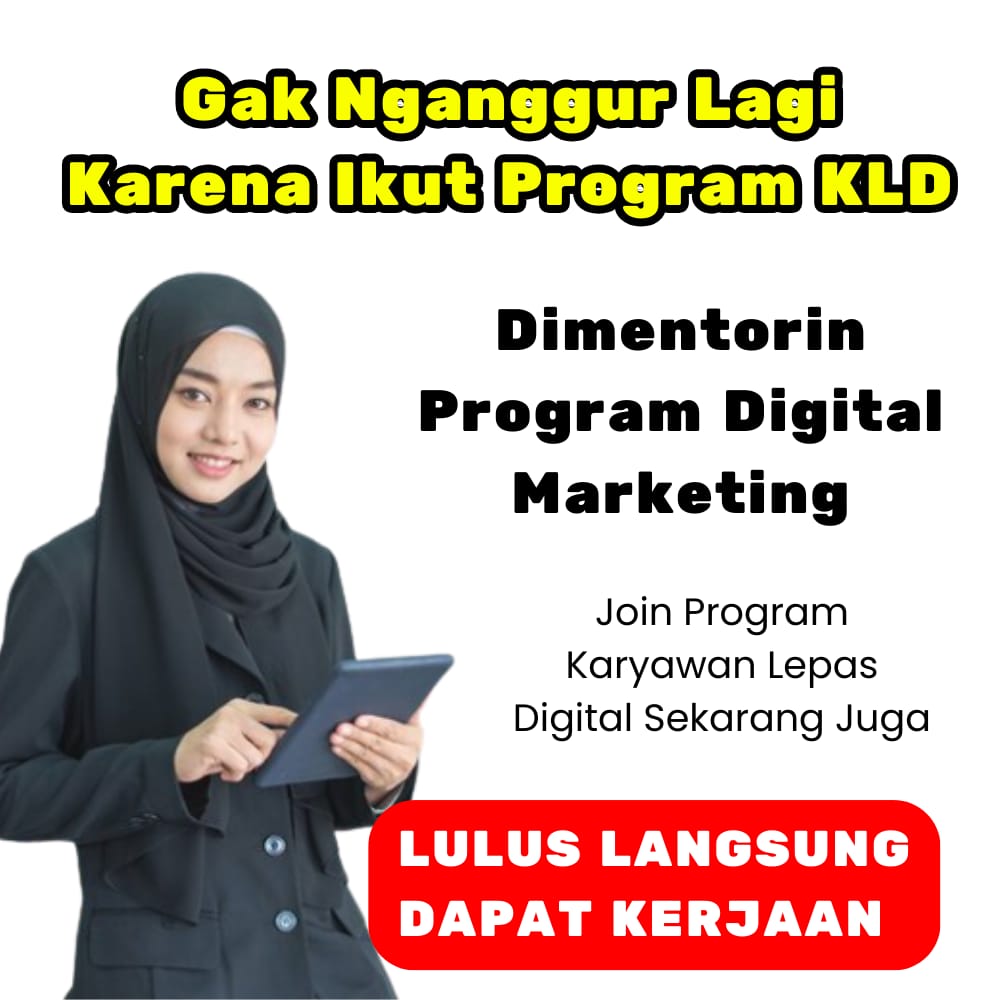 Gak Nganggur Lagi
Karena Ikut Program KLD
Dimentorin
Program Digital
Marketing
Join Program
Karyawan Lepas
Digital Sekarang Juga
LULUS LANGSUNG
DAPAT KERJAAN